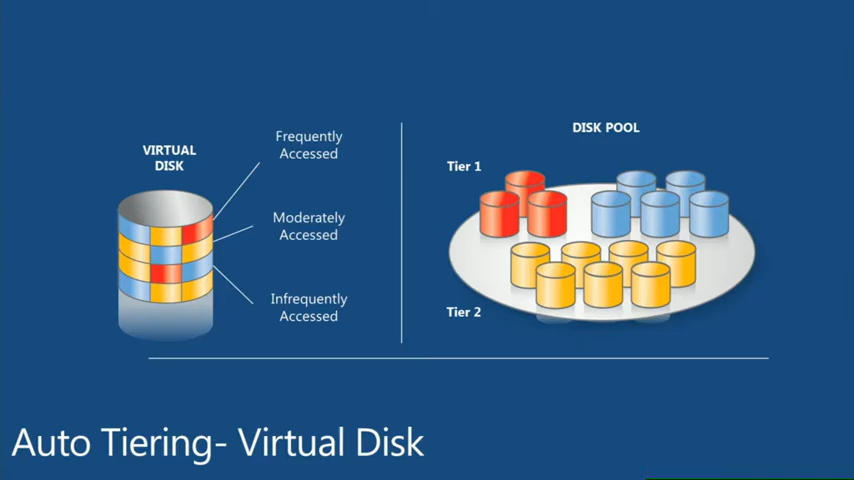 VIRTUAL
DISK
Frequently
Accessed
Moderately
Accessed
Infrequently
Accessed
DISK POOL
Tier 1
Tier 2
Auto Tiering- Virtual Disk